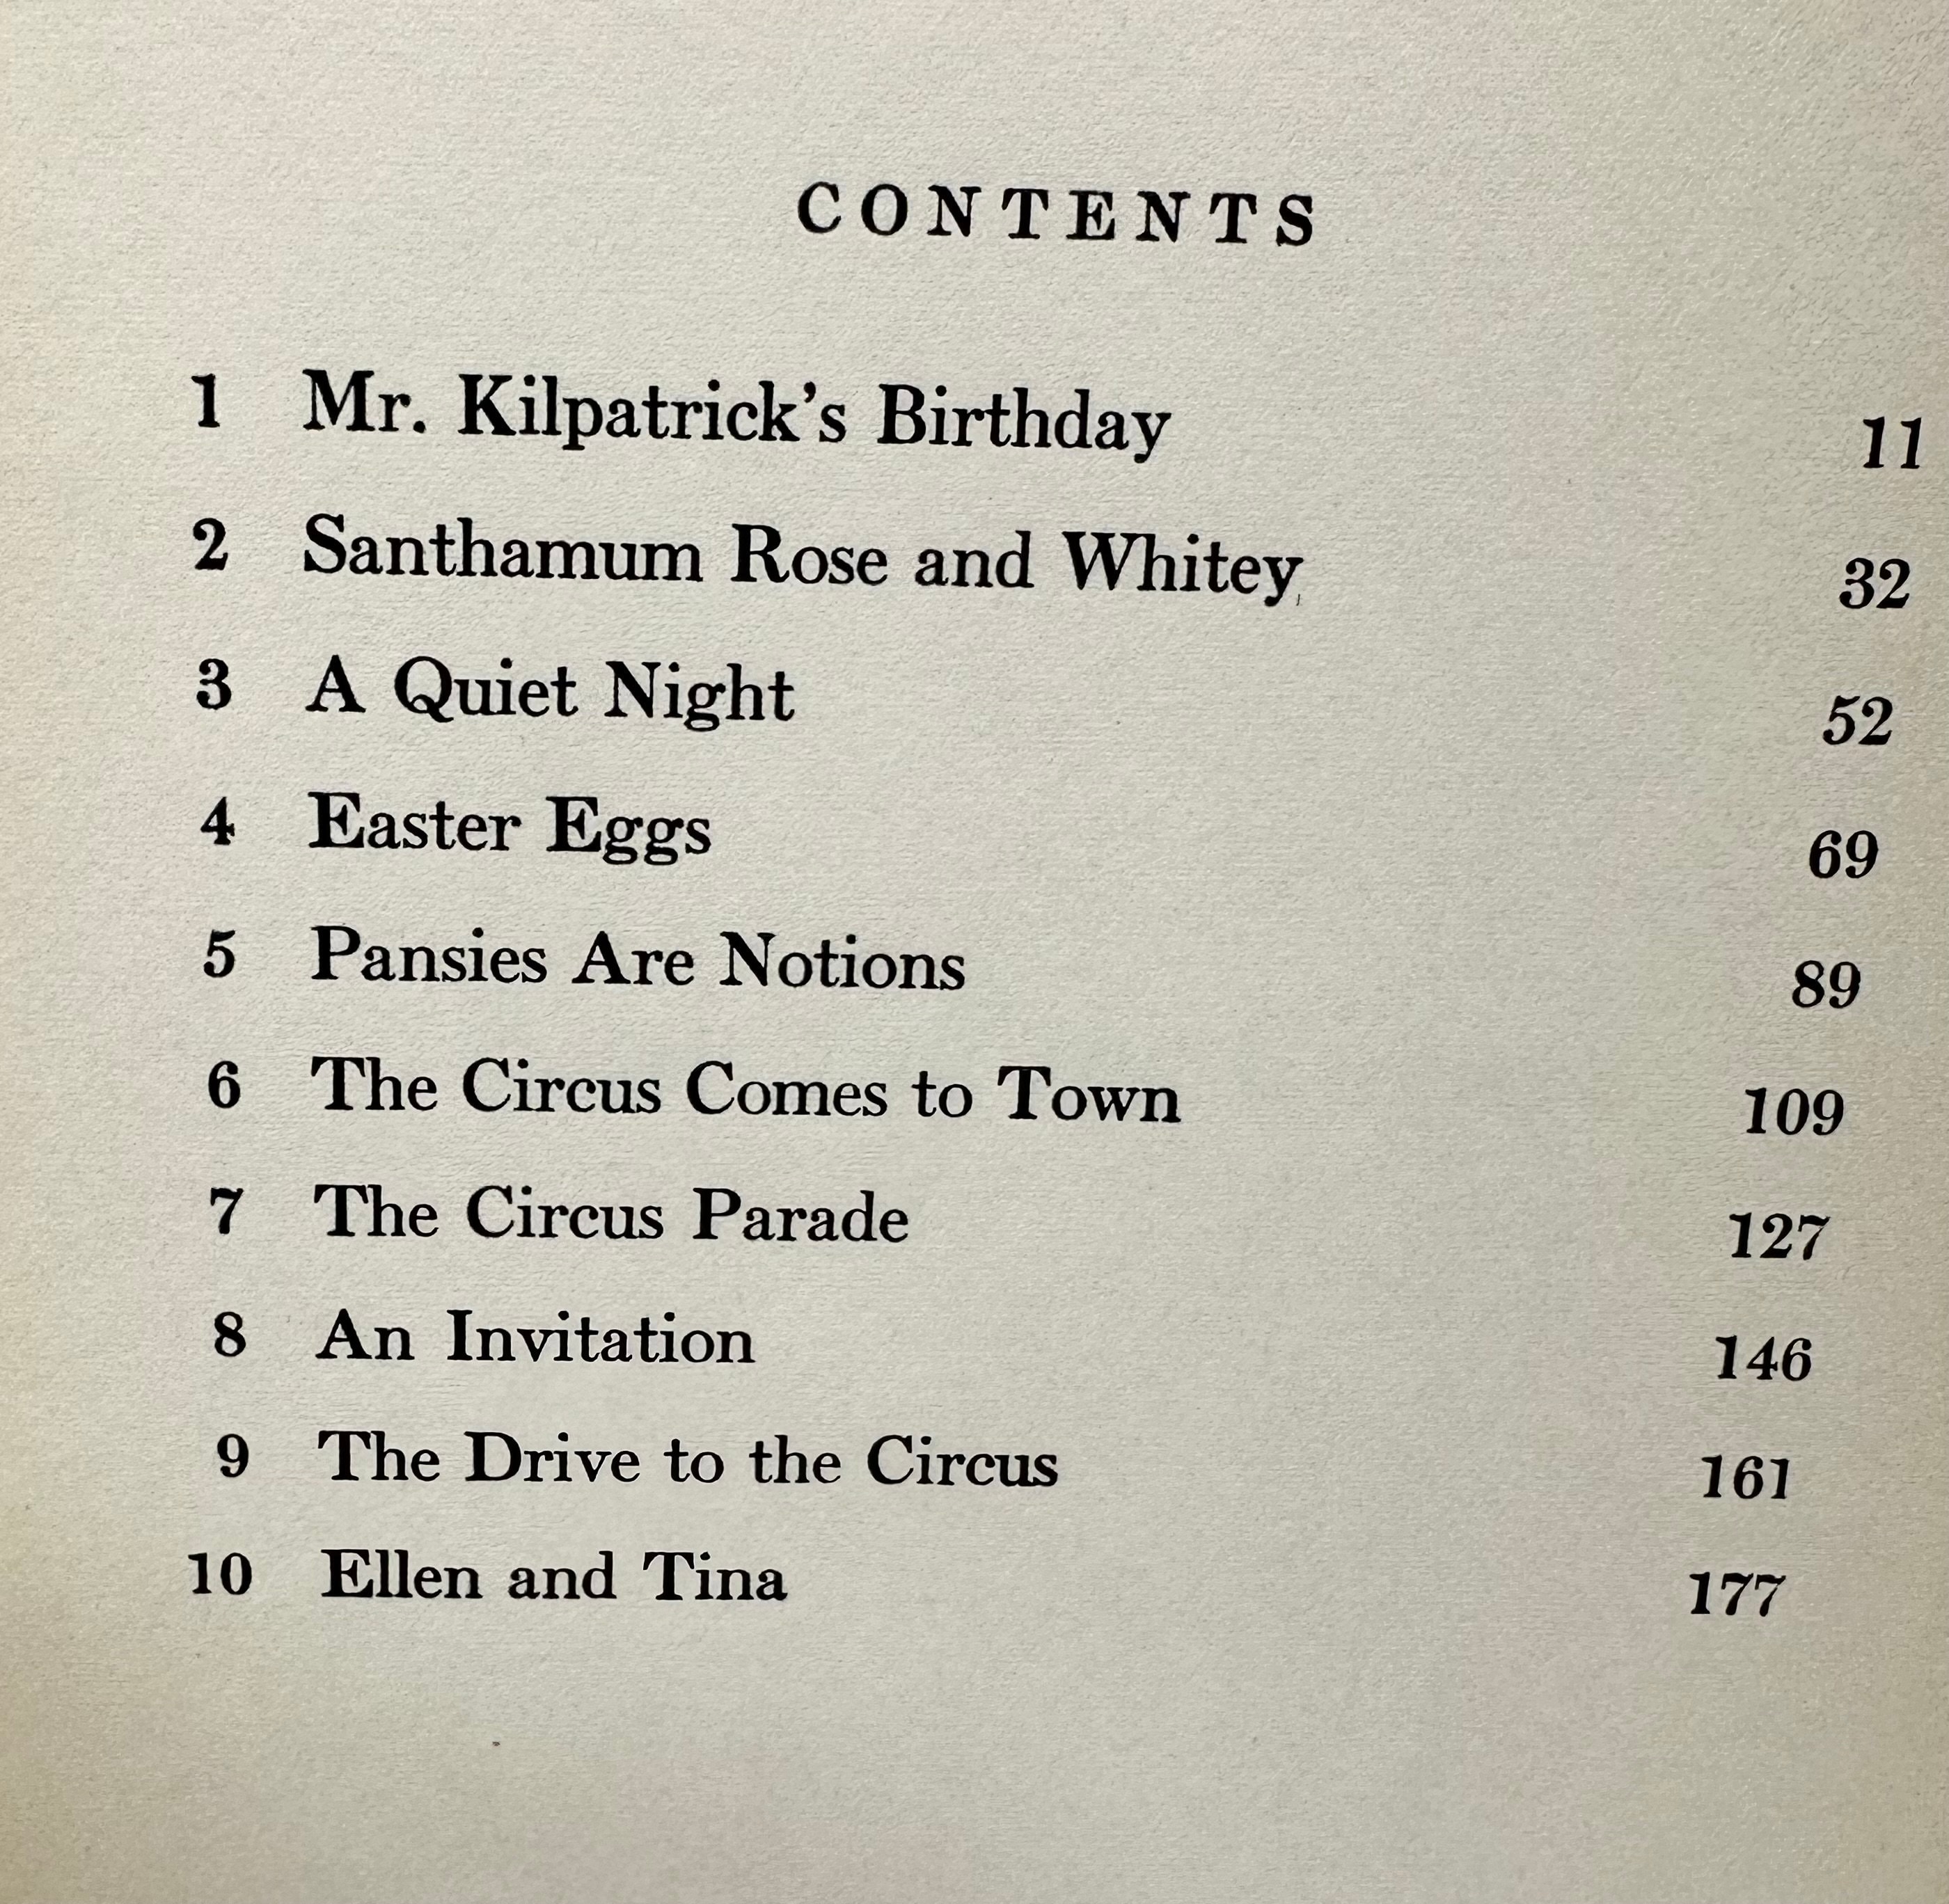 CONTENTS
1 Mr. Kilpatrick's Birthday 11
2 Santhamum Rose and Whitey 32
3 A Quiet Night 52
4 Easter Eggs 69
5 Pansies Are Notions 89
6 The Circus Comes to Town 109
7 The Circus Parade 127
8 An Invitation 146
9 The Drive to the Circus 161
10 Ellen and Tina 177